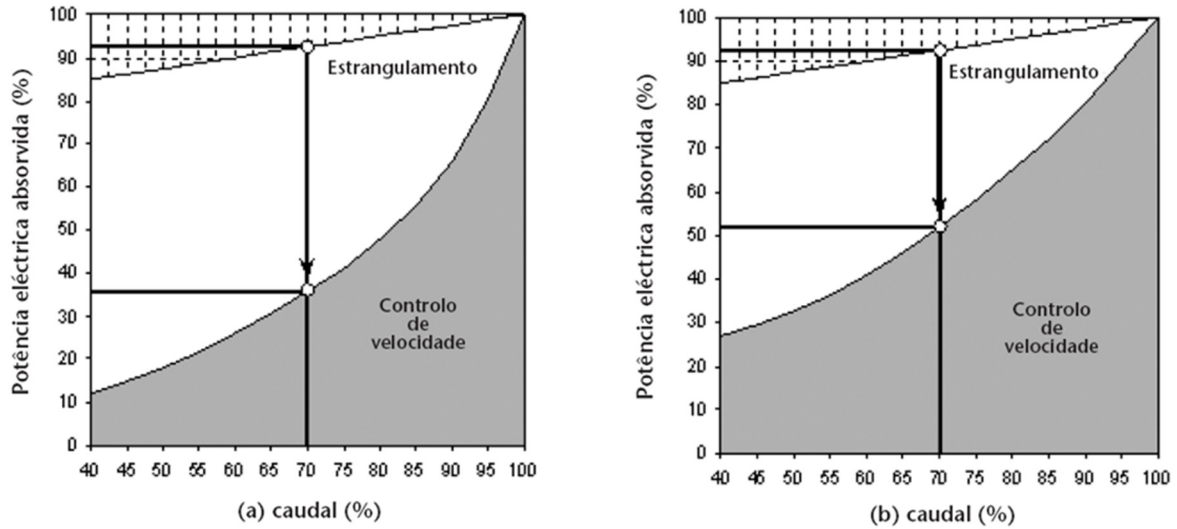 Potência eléctrica absorvida (%)
100
90
80
70
60
50
40
30
20
10
0
Estrangulamento
Controlo
de
velocidade
40 45 50 55 60 65 70 75 80 85 90 95 100
(a) caudal (%)
Potência eléctrica absorvida (%)
100
90
80
70
60
50
40
30
20
10
0
Estrangulamento
Controlo
de
velocidade
40 45 50 55 60 65 70 75 80 85 90 95 100
(b) caudal (%)